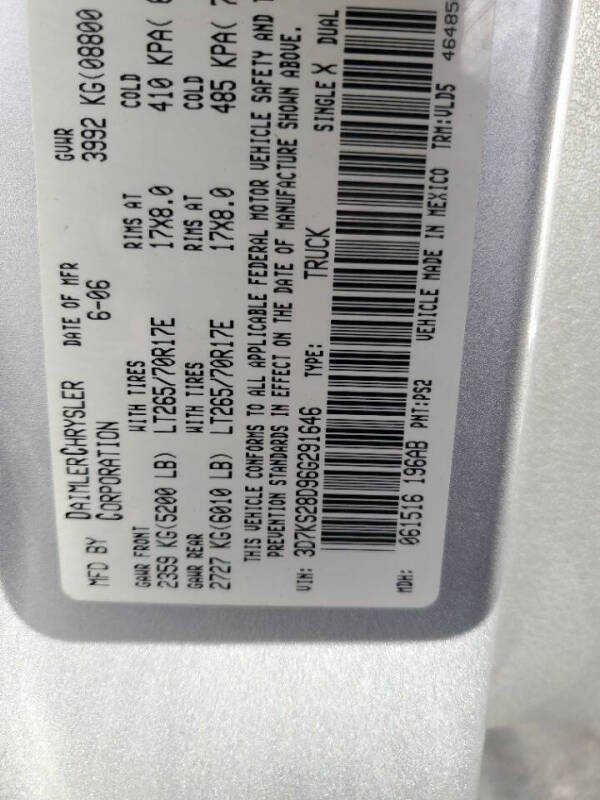 MFD BY DAIMLERCHRYSLER CORPORATION DATE OF MFR 6-06 GVWR 3992 KG(08800
GAWR FRONT WITH TIRES RIMS AT COLD
2359 KG(5200 LB) LT265/70R17E 17X8.0 410 KPA(
GAWR REAR WITH TIRES RIMS AT COLD
2727 KG(6010 LB) LT265/70R17E 17X8.0 485 KPA(
THIS VEHICLE CONFORMS TO ALL APPLICABLE FEDERAL MOTOR VEHICLE SAFETY AND
PREVENTION STANDARDS IN EFFECT ON THE DATE OF MANUFACTURE SHOWN ABOVE.
VIN: 3D7KS28D96G291646 TYPE: TRUCK SINGLE X DUAL
MDH: 061516 196AB PNT:PS2 VEHICLE MADE IN MEXICO TRM:VLD5 46485